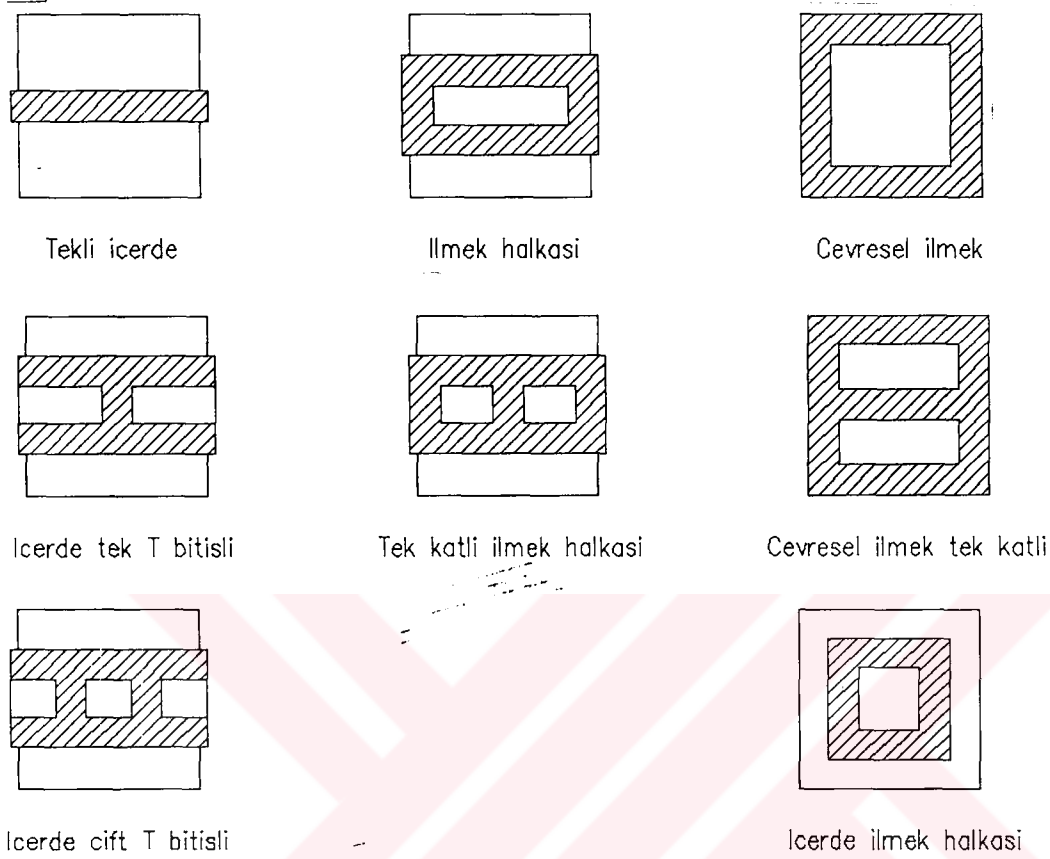 Tekli icerde
Ilmek halkasi
Cevresel ilmek
Icerde tek T bitisli
Tek katli ilmek halkasi
Cevresel ilmek tek katli
Icerde cift T bitisli
Icerde ilmek halkasi